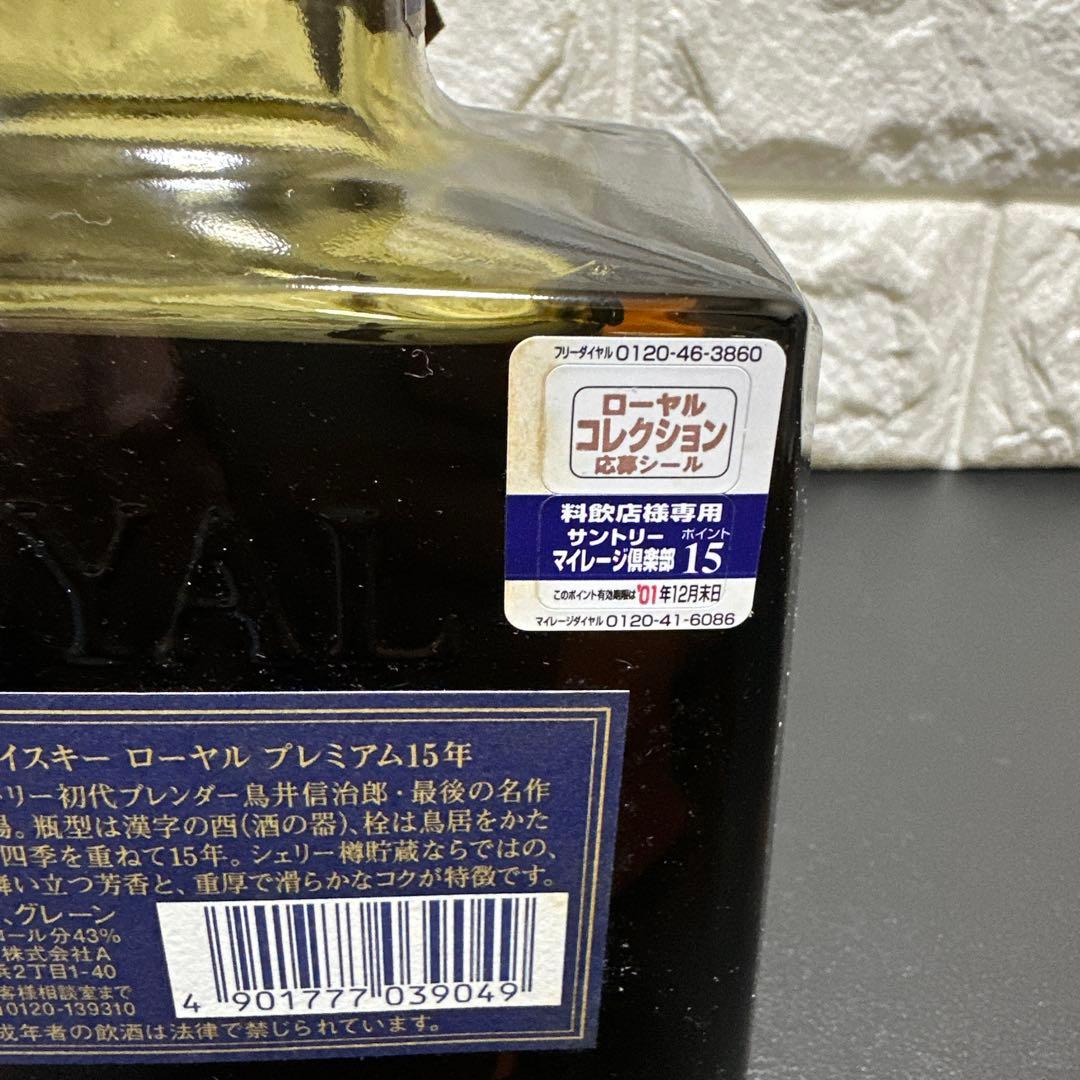 フリーダイヤル 0120-46-3860
ローヤル
コレクション
応募シール
料飲店様専用
サントリー ポイント
マイレージ倶楽部 15
このポイント有効期限は'01年12月末日
マイレージダイヤル 0120-41-6086
YAL
イスキー ローヤル プレミアム15年
リー初代ブレンダー鳥井信治郎・最後の名作
場。瓶型は漢字の酉(酒の器)、栓は鳥居をかた
四季を重ねて15年。シェリー樽貯蔵ならではの、
舞い立つ芳香と、重厚で滑らかなコクが特徴です。
、グレーン
コール分43%
株式会社A
浜2丁目1-40
客様相談室まで
0120-139310
4 901777 039049
成年者の飲酒は法律で禁じられています。